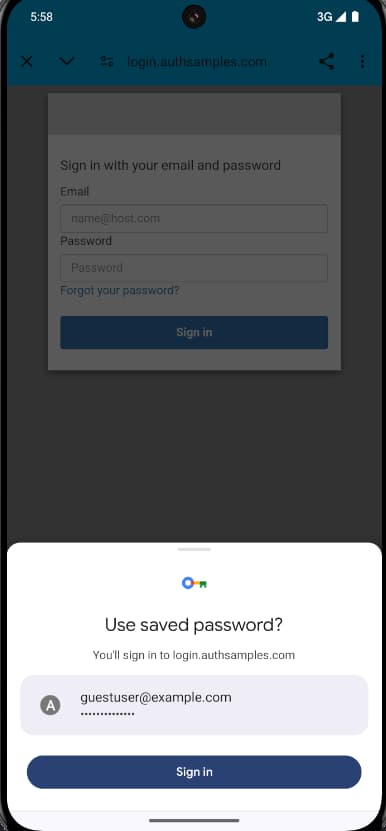 5:58
3G
login.authsamples.com
Sign in with your email and password
Email
name@host.com
Password
Password
Forgot your password?
Sign in
Use saved password?
You'll sign in to login.authsamples.com
A
guestuser@example.com
••••••••••••••
Sign in